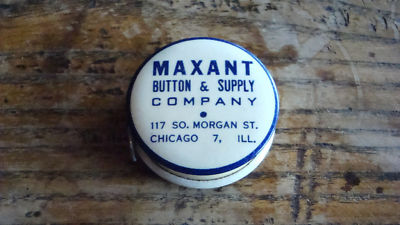 MAXANT
BUTTON & SUPPLY
COMPANY
117 SO. MORGAN ST.
CHICAGO 7, ILL.